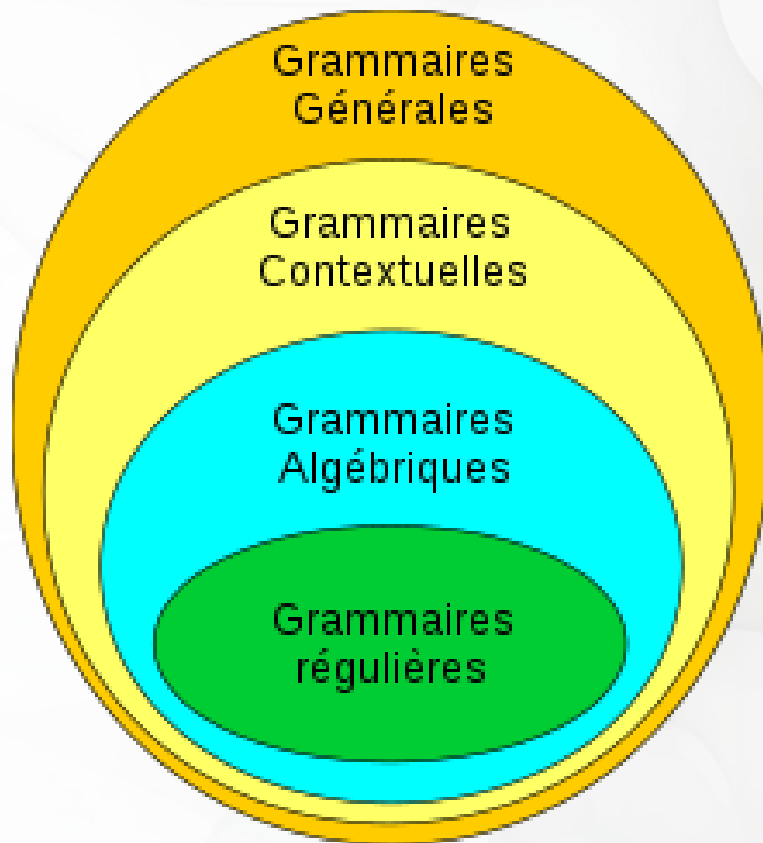 Grammaires
Générales
Grammaires
Contextuelles
Grammaires
Algébriques
Grammaires
régulières